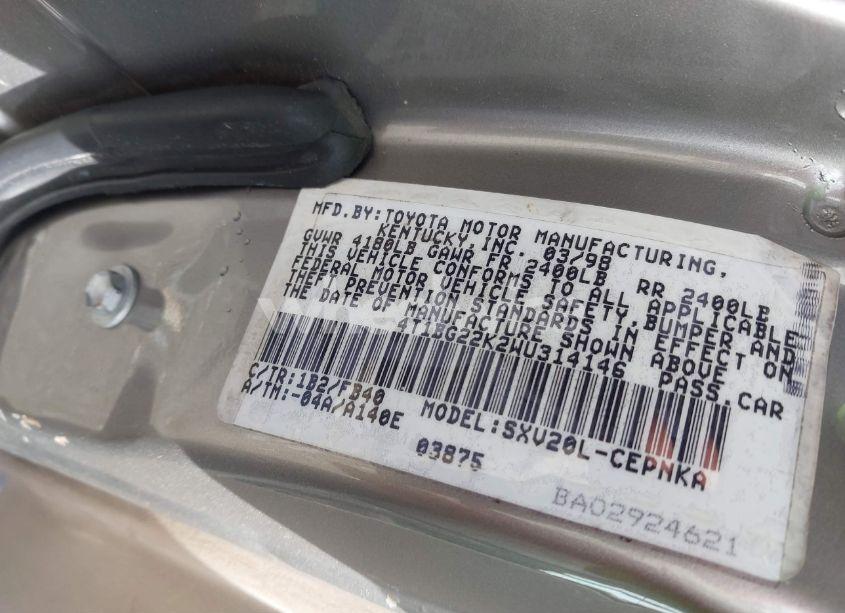 MFD.BY:TOYOTA MOTOR MANUFACTURING,
KENTUCKY,INC. 03/98
GVWR 4180LB GAWR FR 2400LB RR 2400LB
THIS VEHICLE CONFORMS TO ALL APPLICABLE
FEDERAL MOTOR VEHICLE SAFETY,BUMPER,AND
THEFT PREVENTION STANDARDS IN EFFECT ON
THE DATE OF MANUFACTURE SHOWN ABOVE.
4T1BG22K2WU314146 PASS.CAR
C/TR:1B2/FB40
A/TM:-04A/A140E MODEL:SXV20L-CEPNKA
03875
BA02924621